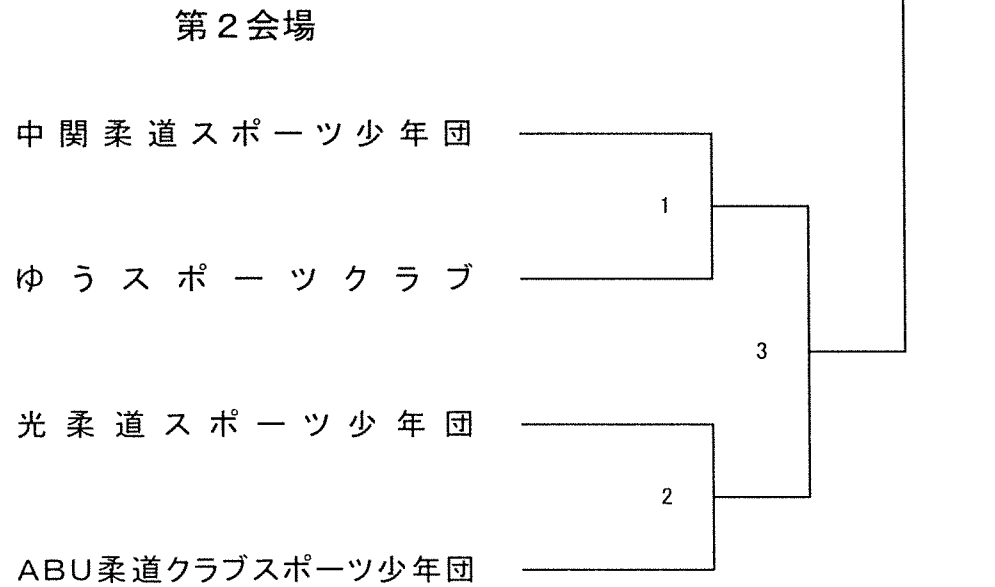 第２会場
中関柔道スポーツ少年団
1
ゆうスポーツクラブ
3
光柔道スポーツ少年団
2
ABU柔道クラブスポーツ少年団